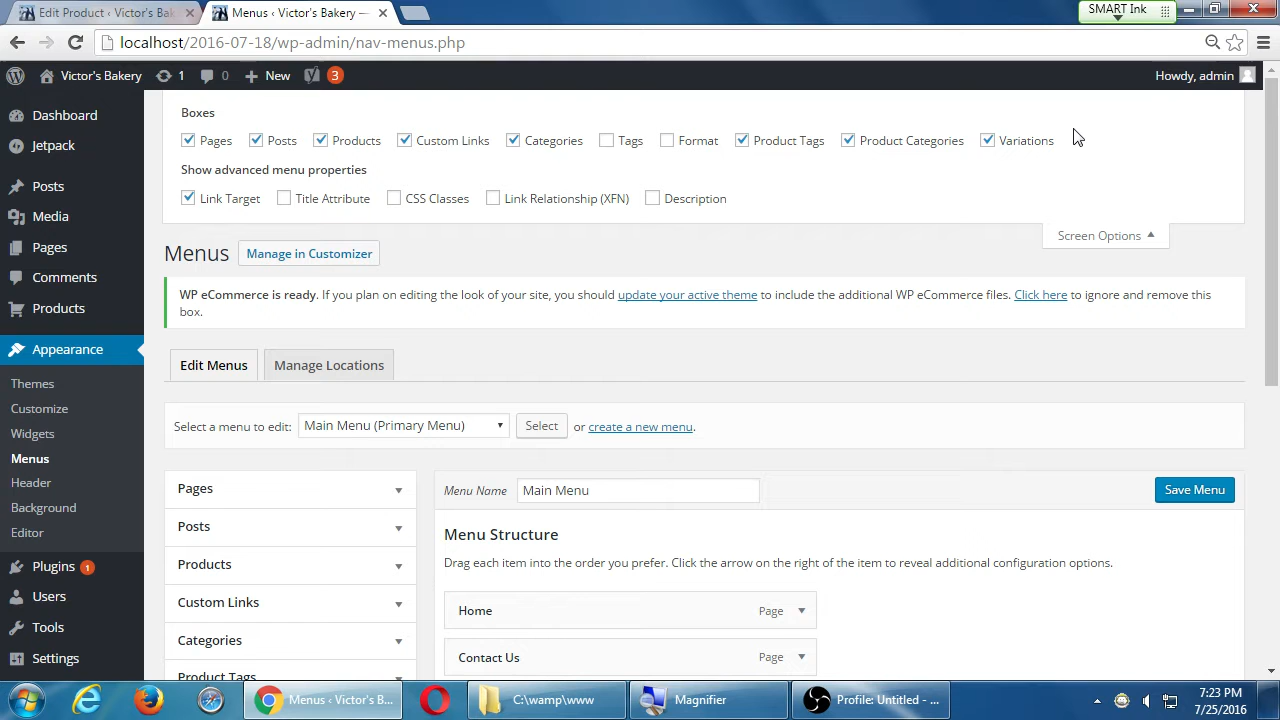 Edit Product ‹ Victor's Bak
Menus ‹ Victor's Bakery —
SMART Ink
localhost/2016-07-18/wp-admin/nav-menus.php
Victor's Bakery
1
0
New
3
Howdy, admin
Boxes
Pages Posts Products Custom Links Categories Tags Format Product Tags Product Categories Variations
Show advanced menu properties
Link Target Title Attribute CSS Classes Link Relationship (XFN) Description
Screen Options
Dashboard
Jetpack
Posts
Media
Pages
Comments
Products
Appearance
Themes
Customize
Widgets
Menus
Header
Background
Editor
Plugins 1
Users
Tools
Settings
Menus Manage in Customizer
WP eCommerce is ready. If you plan on editing the look of your site, you should update your active theme to include the additional WP eCommerce files. Click here to ignore and remove this
box.
Edit Menus Manage Locations
Select a menu to edit: Main Menu (Primary Menu) Select or create a new menu.
Pages
Posts
Products
Custom Links
Categories
Product Tags
Menu Name Main Menu Save Menu
Menu Structure
Drag each item into the order you prefer. Click the arrow on the right of the item to reveal additional configuration options.
Home Page
Contact Us Page
Menus ‹ Victor's B...
C:\wamp\www
Magnifier
Profile: Untitled - ...
7:23 PM
7/25/2016